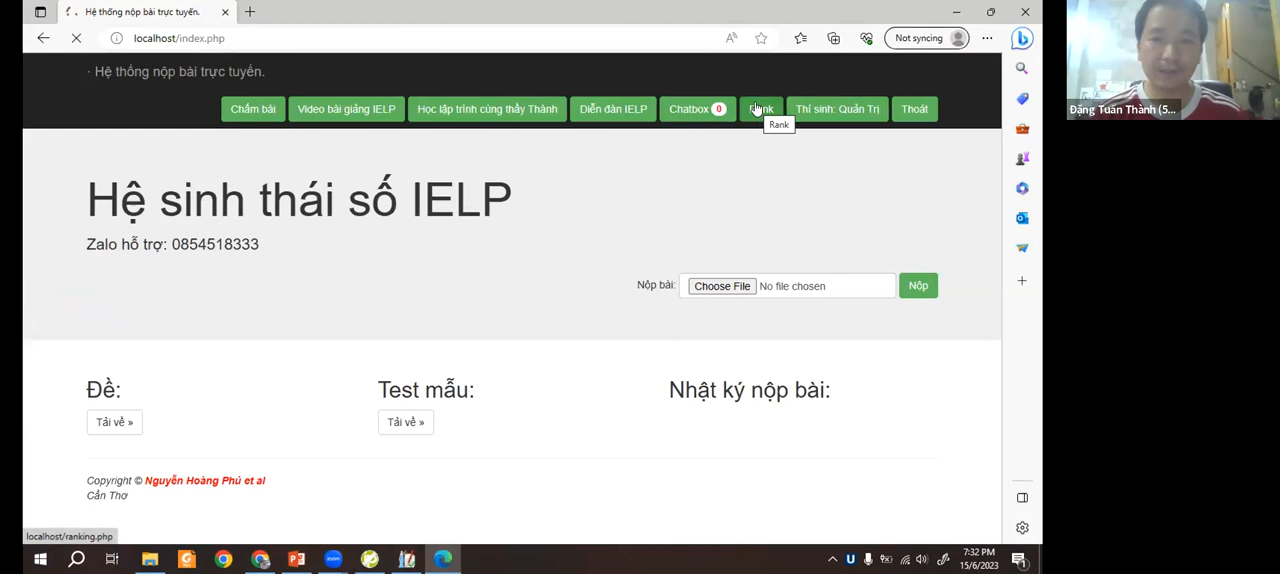 Hệ thống nộp bài trực tuyến.
localhost/index.php
Not syncing
· Hệ thống nộp bài trực tuyến.
Chấm bài
Video bài giảng IELP
Học lập trình cùng thầy Thành
Diễn đàn IELP
Chatbox 0
Rank
Thí sinh: Quản Trị
Thoát
Rank
Đặng Tuấn Thành (5...
Hệ sinh thái số IELP
Zalo hỗ trợ: 0854518333
Nộp bài: Choose File No file chosen Nộp
Đề:
Tải về »
Test mẫu:
Tải về »
Nhật ký nộp bài:
Copyright © Nguyễn Hoàng Phú et al
Cần Thơ
localhost/ranking.php
7:32 PM
15/6/2023